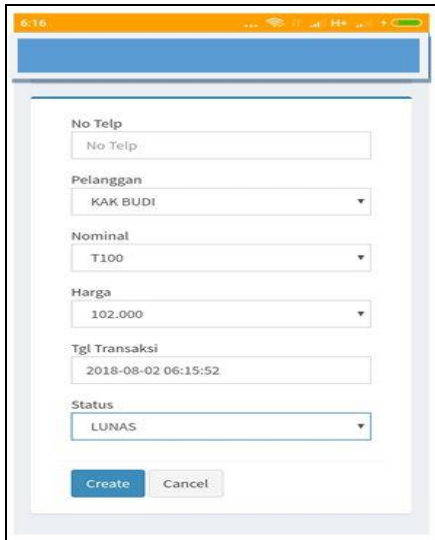 6:16
... H+
No Telp
No Telp
Pelanggan
KAK BUDI
Nominal
T100
Harga
102.000
Tgl Transaksi
2018-08-02 06:15:52
Status
LUNAS
Create Cancel